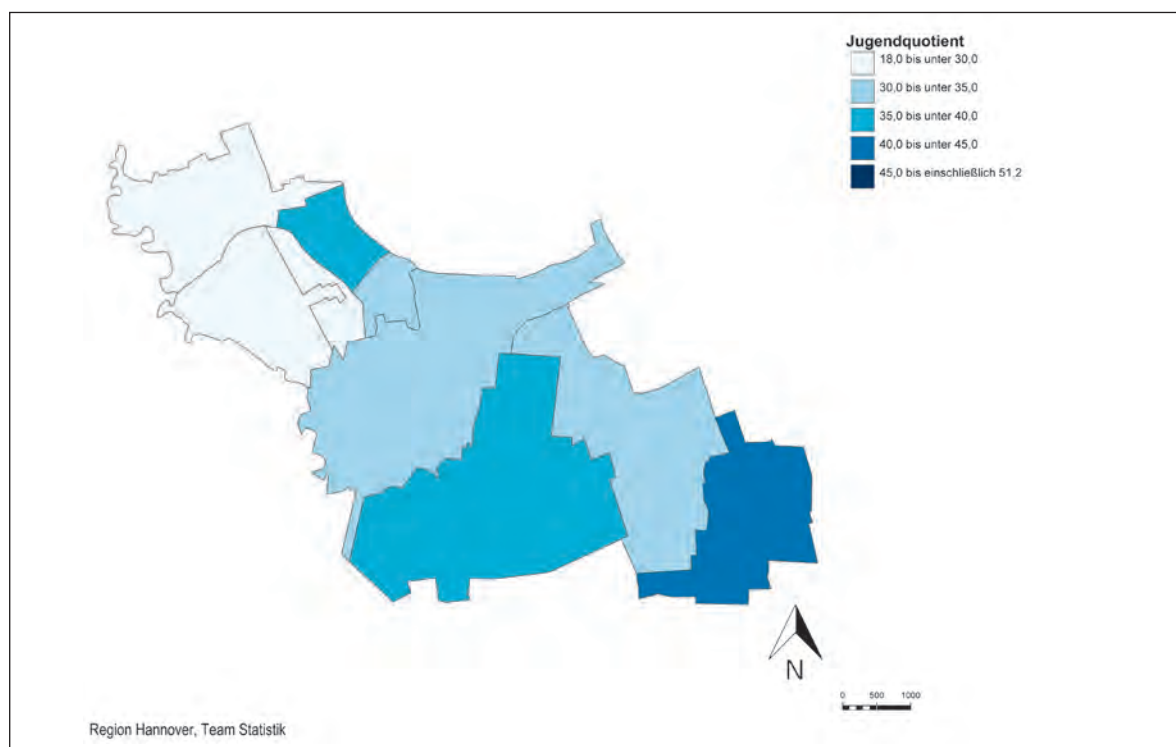 Jugendquotient
18,0 bis unter 30,0
30,0 bis unter 35,0
35,0 bis unter 40,0
40,0 bis unter 45,0
45,0 bis einschließlich 51,2
N
0 500 1000
Region Hannover, Team Statistik